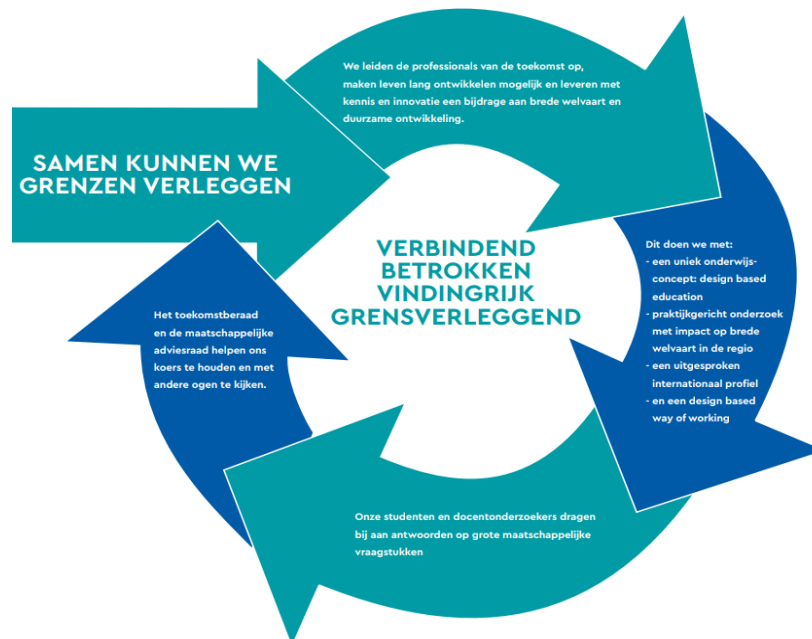 We leiden de professionals van de toekomst op,
maken leven lang ontwikkelen mogelijk en leveren met
kennis en innovatie een bijdrage aan brede welvaart en
duurzame ontwikkeling.
SAMEN KUNNEN WE
GRENZEN VERLEGGEN
VERBINDEND
BETROKKEN
VINDINGRIJK
GRENSVERLEGGEND
Dit doen we met:
- een uniek onderwijs-
concept: design based
education
- praktijkgericht onderzoek
met impact op brede
welvaart in de regio
- een uitgesproken
internationaal profiel
- en een design based
way of working
Onze studenten en docentonderzoekers dragen
bij aan antwoorden op grote maatschappelijke
vraagstukken
Het toekomstberaad
en de maatschappelijke
adviesraad helpen ons
koers te houden en met
andere ogen te kijken.